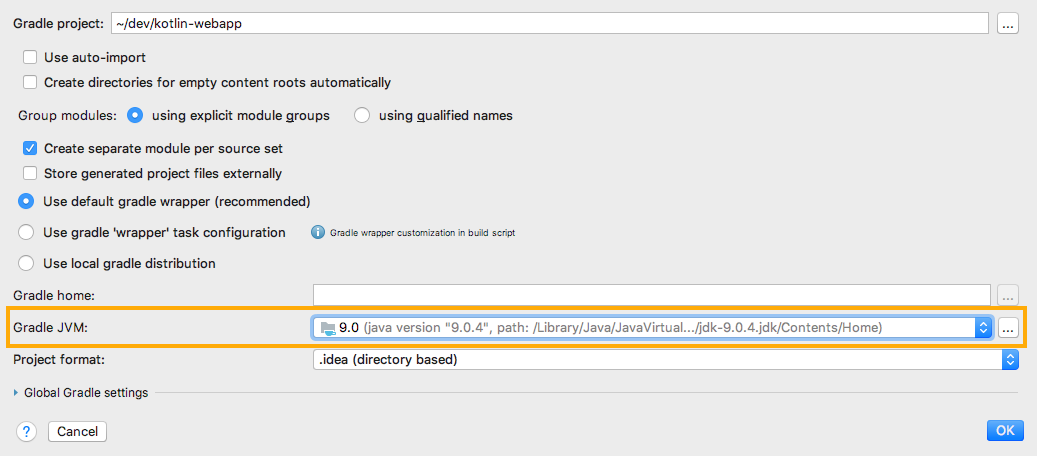 Gradle project: ~/dev/kotlin-webapp ...
Use auto-import
Create directories for empty content roots automatically
Group modules: using explicit module groups using qualified names
Create separate module per source set
Store generated project files externally
Use default gradle wrapper (recommended)
Use gradle 'wrapper' task configuration i Gradle wrapper customization in build script
Use local gradle distribution
Gradle home: ...
Gradle JVM: 9.0 (java version "9.0.4", path: /Library/Java/JavaVirtual.../jdk-9.0.4.jdk/Contents/Home) ...
Project format: .idea (directory based)
Global Gradle settings
? Cancel OK